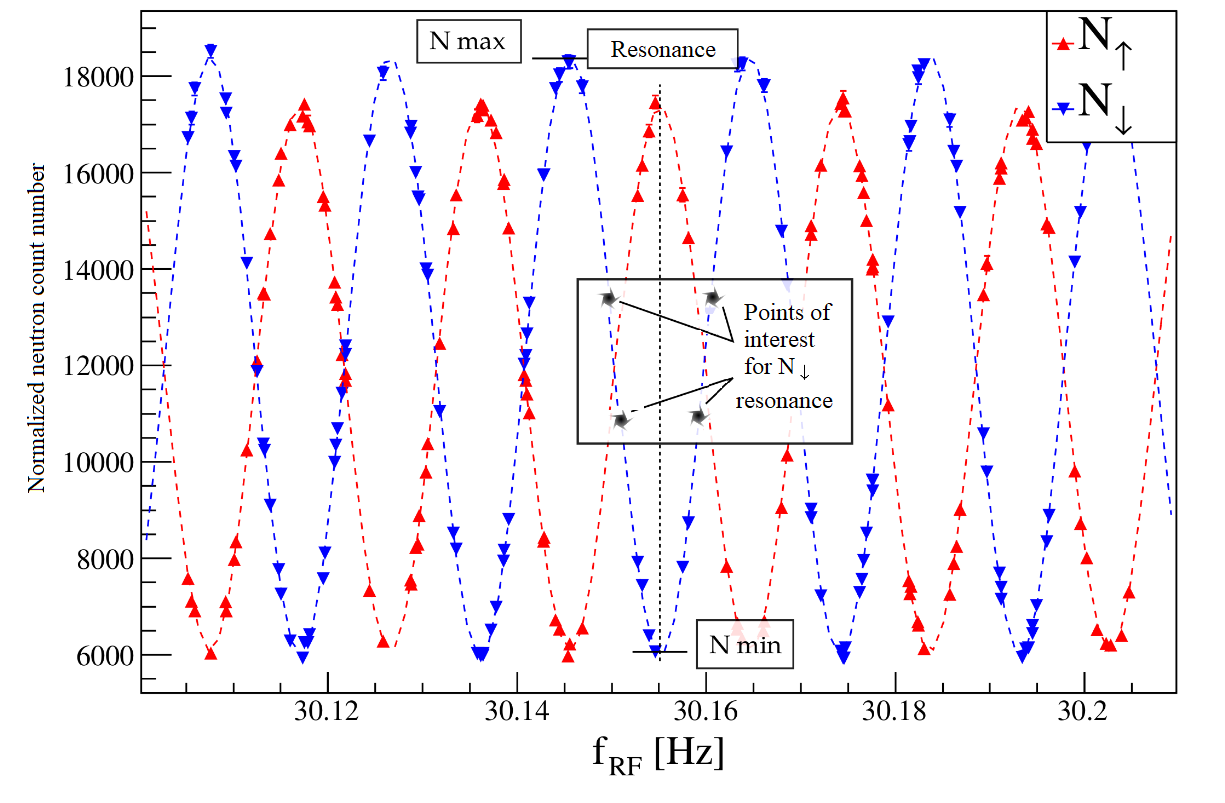 N max
Resonance
N↑
N↓
18000
16000
14000
12000
10000
8000
6000
Normalized neutron count number
Points of
interest
for N↓
resonance
N min
30.12
30.14
30.16
30.18
30.2
fRF [Hz]